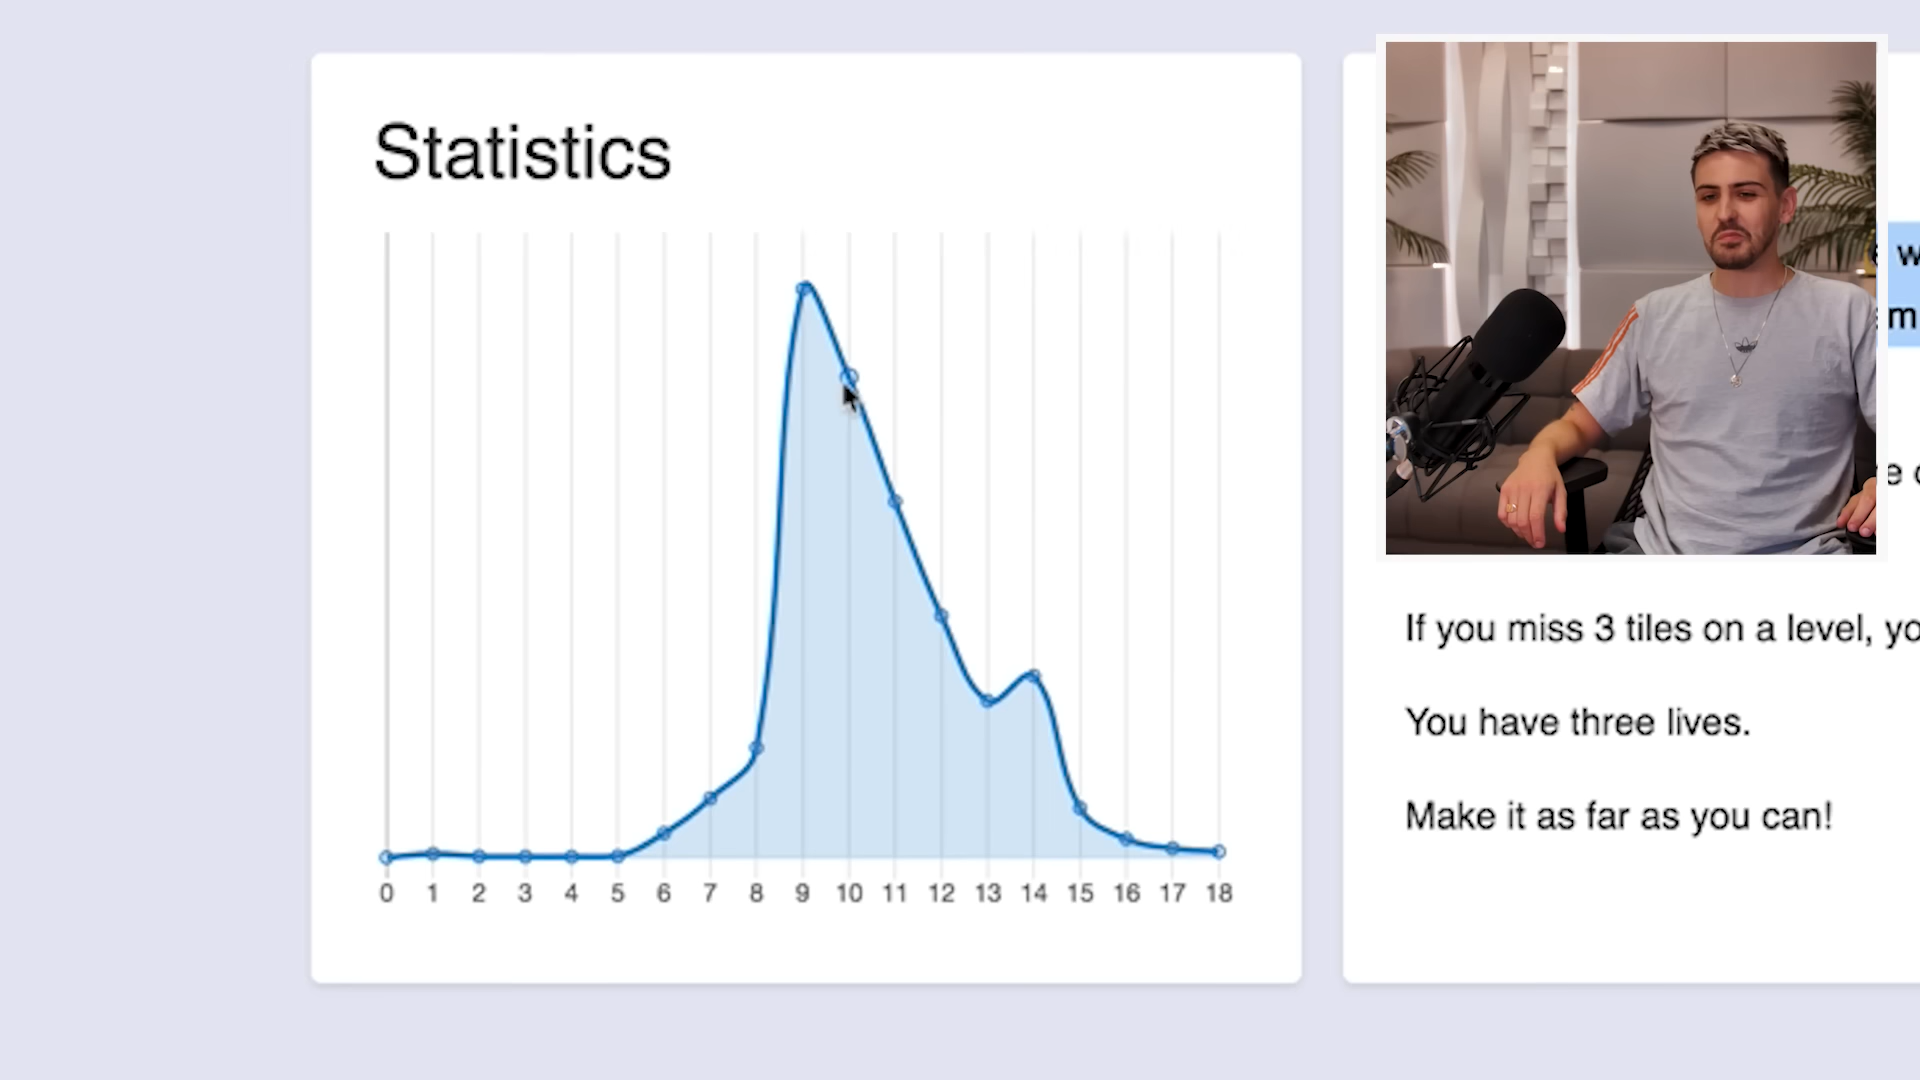 Statistics
0 1 2 3 4 5 6 7 8 9 10 11 12 13 14 15 16 17 18
If you miss 3 tiles on a level,
You have three lives.
Make it as far as you can!